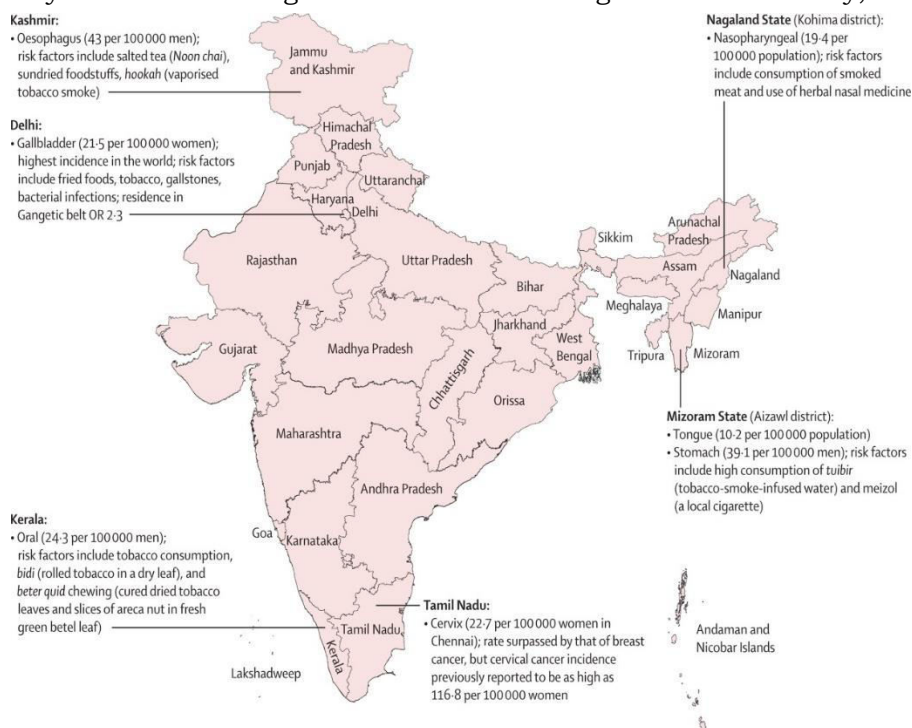 Kashmir:
• Oesophagus (43 per 100 000 men);
risk factors include salted tea (Noon chai),
sundried foodstuffs, hookah (vaporised
tobacco smoke)
Delhi:
• Gallbladder (21·5 per 100 000 women);
highest incidence in the world; risk factors
include fried foods, tobacco, gallstones,
bacterial infections; residence in
Gangetic belt OR 2·3
Nagaland State (Kohima district):
• Nasopharyngeal (19·4 per
100 000 population); risk factors
include consumption of smoked
meat and use of herbal nasal medicine
Jammu
and Kashmir
Himachal
Pradesh
Punjab
Uttaranchal
Haryana
Delhi
Rajasthan
Uttar Pradesh
Sikkim
Arunachal
Pradesh
Assam
Nagaland
Bihar
Meghalaya
Manipur
Jharkhand
West
Bengal
Tripura
Mizoram
Gujarat
Madhya Pradesh
Chhattisgarh
Orissa
Maharashtra
Andhra Pradesh
Mizoram State (Aizawl district):
• Tongue (10·2 per 100 000 population)
• Stomach (39·1 per 100 000 men); risk factors
include high consumption of tuibir
(tobacco-smoke-infused water) and meizol
(a local cigarette)
Goa
Karnataka
Kerala:
• Oral (24·3 per 100 000 men);
risk factors include tobacco consumption,
bidi (rolled tobacco in a dry leaf), and
beter quid chewing (cured dried tobacco
leaves and slices of areca nut in fresh
green betel leaf)
Tamil Nadu
Kerala
Lakshadweep
Tamil Nadu:
• Cervix (22·7 per 100 000 women in
Chennai); rate surpassed by that of breast
cancer, but cervical cancer incidence
previously reported to be as high as
116·8 per 100 000 women
Andaman and
Nicobar Islands